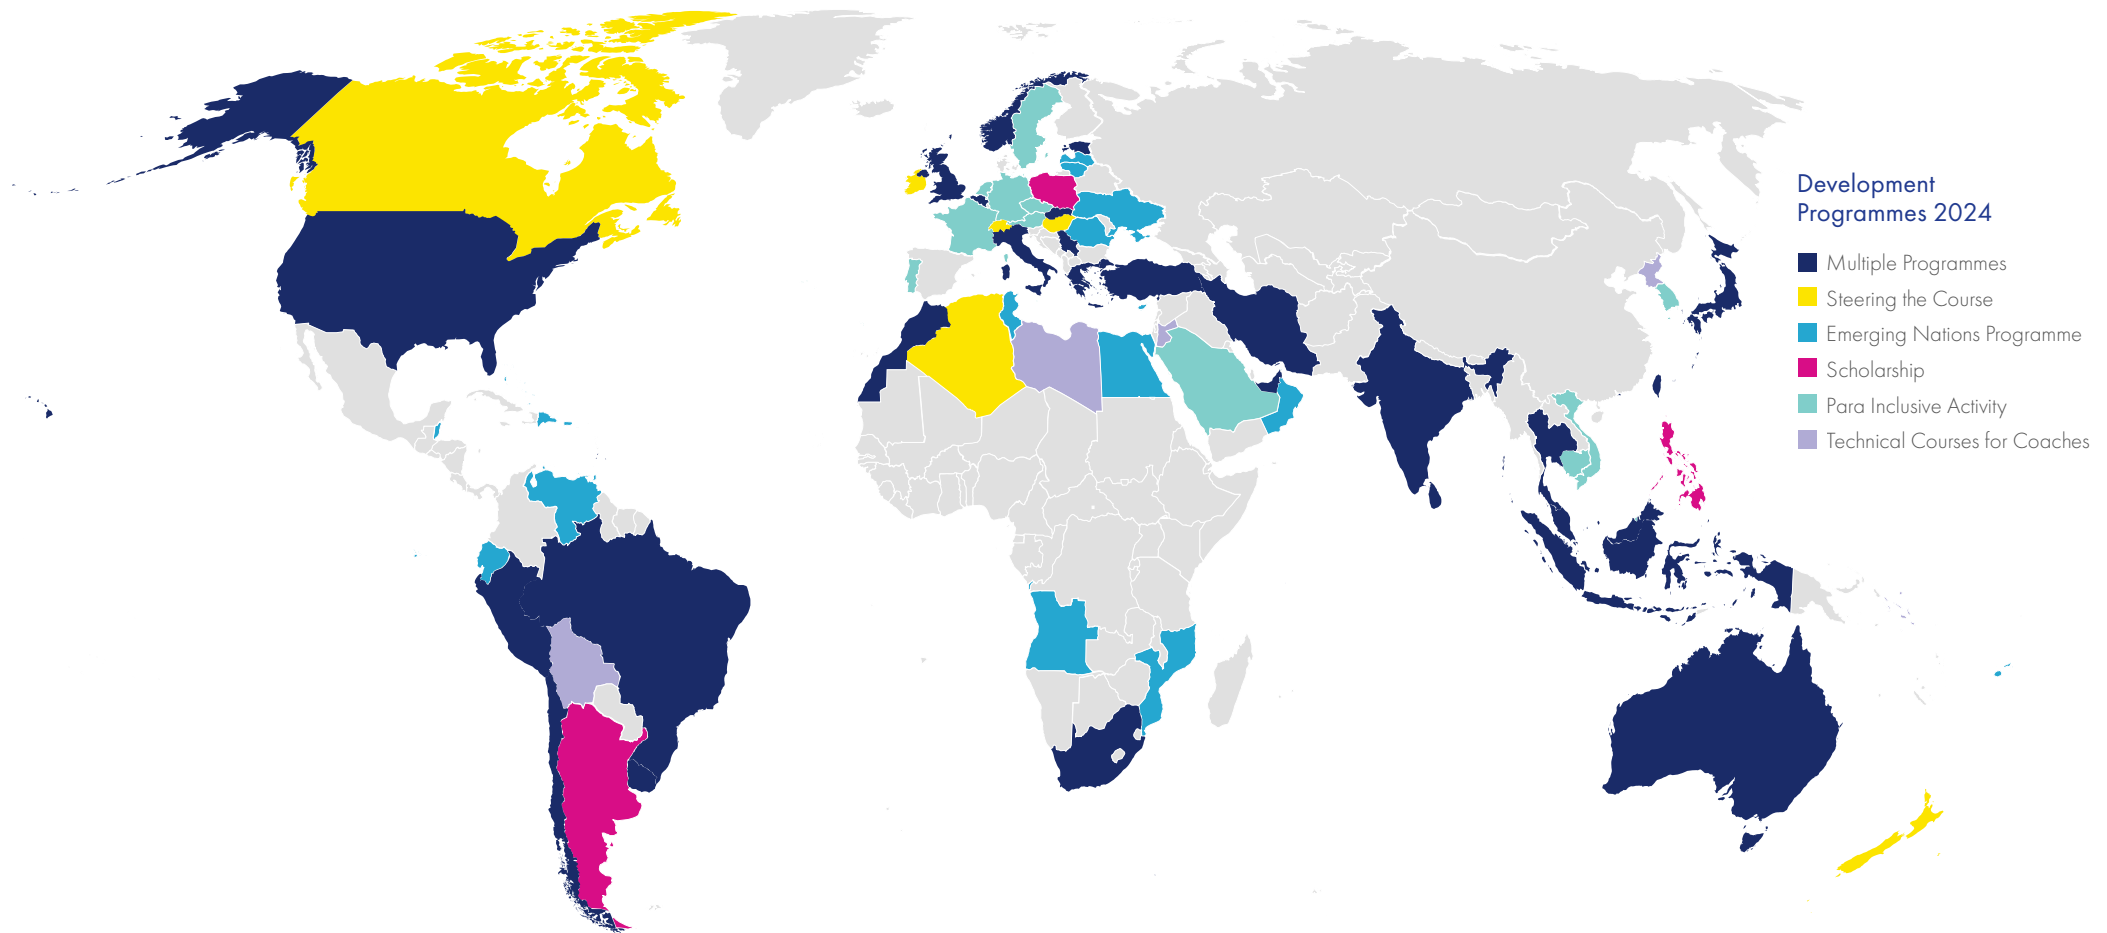 Development
Programmes 2024
Multiple Programmes
Steering the Course
Emerging Nations Programme
Scholarship
Para Inclusive Activity
Technical Courses for Coaches